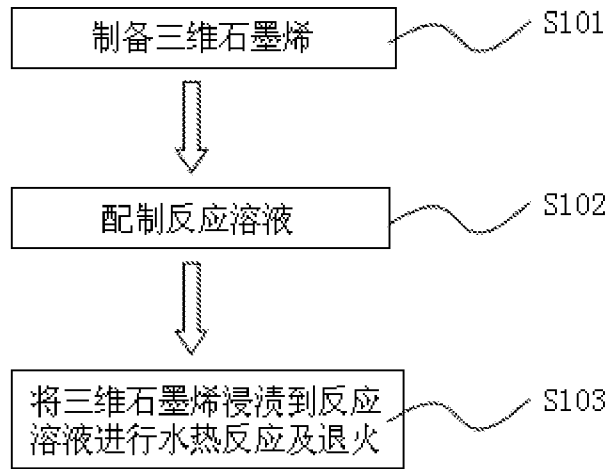 制备三维石墨烯
S101
配制反应溶液
S102
将三维石墨烯浸渍到反应
溶液进行水热反应及退火
S103